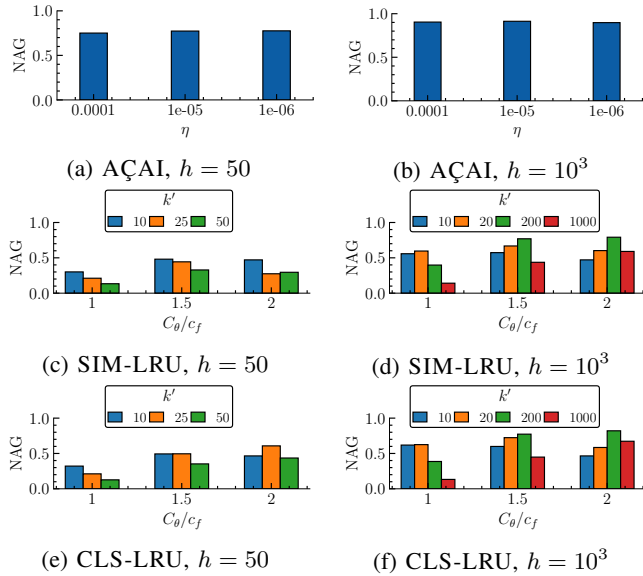 NAG
1.0
0.5
0.0
0.0001
1e-05
1e-06
η
(a) AÇAI, h = 50
NAG
1.0
0.5
0.0
0.0001
1e-05
1e-06
η
(b) AÇAI, h = 10³
k′
10 25 50
NAG
1.0
0.5
0.0
1
1.5
2
C_θ/c_f
(c) SIM-LRU, h = 50
k′
10 20 200 1000
NAG
1.0
0.5
0.0
1
1.5
2
C_θ/c_f
(d) SIM-LRU, h = 10³
k′
10 25 50
NAG
1.0
0.5
0.0
1
1.5
2
C_θ/c_f
(e) CLS-LRU, h = 50
k′
10 20 200 1000
NAG
1.0
0.5
0.0
1
1.5
2
C_θ/c_f
(f) CLS-LRU, h = 10³